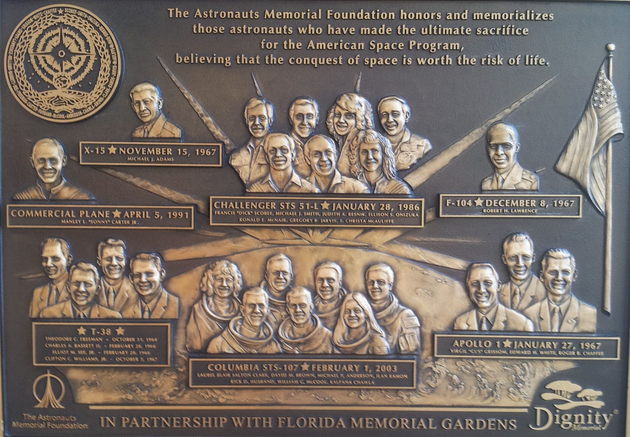 The Astronauts Memorial Foundation honors and memorializes
those astronauts who have made the ultimate sacrifice
for the American Space Program,
believing that the conquest of space is worth the risk of life.
X-15 ★ NOVEMBER 15, 1967
MICHAEL J. ADAMS
COMMERCIAL PLANE ★ APRIL 5, 1991
MANLEY L. "SONNY" CARTER JR.
CHALLENGER STS 51-L ★ JANUARY 28, 1986
FRANCIS "DICK" SCOBEE, MICHAEL J. SMITH, JUDITH A. RESNIK, ELLISON S. ONIZUKA
RONALD E. McNAIR, GREGORY B. JARVIS, S. CHRISTA McAULIFFE
F-104 ★ DECEMBER 8, 1967
ROBERT H. LAWRENCE
★ T-38 ★
THEODORE C. FREEMAN - OCTOBER 31, 1964
CHARLES A. BASSETT II - FEBRUARY 28, 1966
ELLIOT M. SEE, JR. - FEBRUARY 28, 1966
CLIFTON C. WILLIAMS, JR. - OCTOBER 5, 1967
COLUMBIA STS-107 ★ FEBRUARY 1, 2003
LAUREL BLAIR SALTON CLARK, DAVID M. BROWN, MICHAEL P. ANDERSON, ILAN RAMON
RICK D. HUSBAND, WILLIAM C. McCOOL, KALPANA CHAWLA
APOLLO 1 ★ JANUARY 27, 1967
VIRGIL "GUS" GRISSOM, EDWARD H. WHITE, ROGER B. CHAFFEE
The Astronauts
Memorial Foundation
IN PARTNERSHIP WITH FLORIDA MEMORIAL GARDENS
Dignity®
Memorial